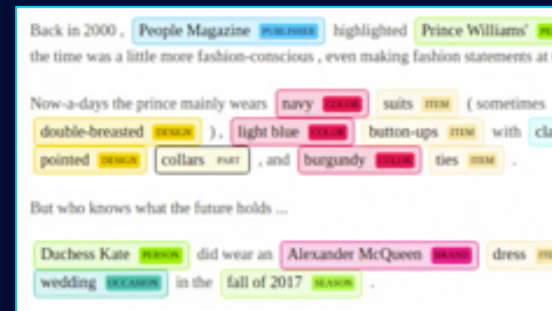 Back in 2000 , People Magazine PUBLISHER highlighted Prince Williams'
the time was a little more fashion-conscious , even making fashion statements at
Now-a-days the prince mainly wears navy COLOR suits ITEM ( sometimes
double-breasted DESIGN ) , light blue COLOR button-ups ITEM with
pointed DESIGN collars PART , and burgundy COLOR ties ITEM .
But who knows what the future holds ...
Duchess Kate PERSON did wear an Alexander McQueen BRAND dress
wedding OCCASION in the fall of 2017 SEASON .